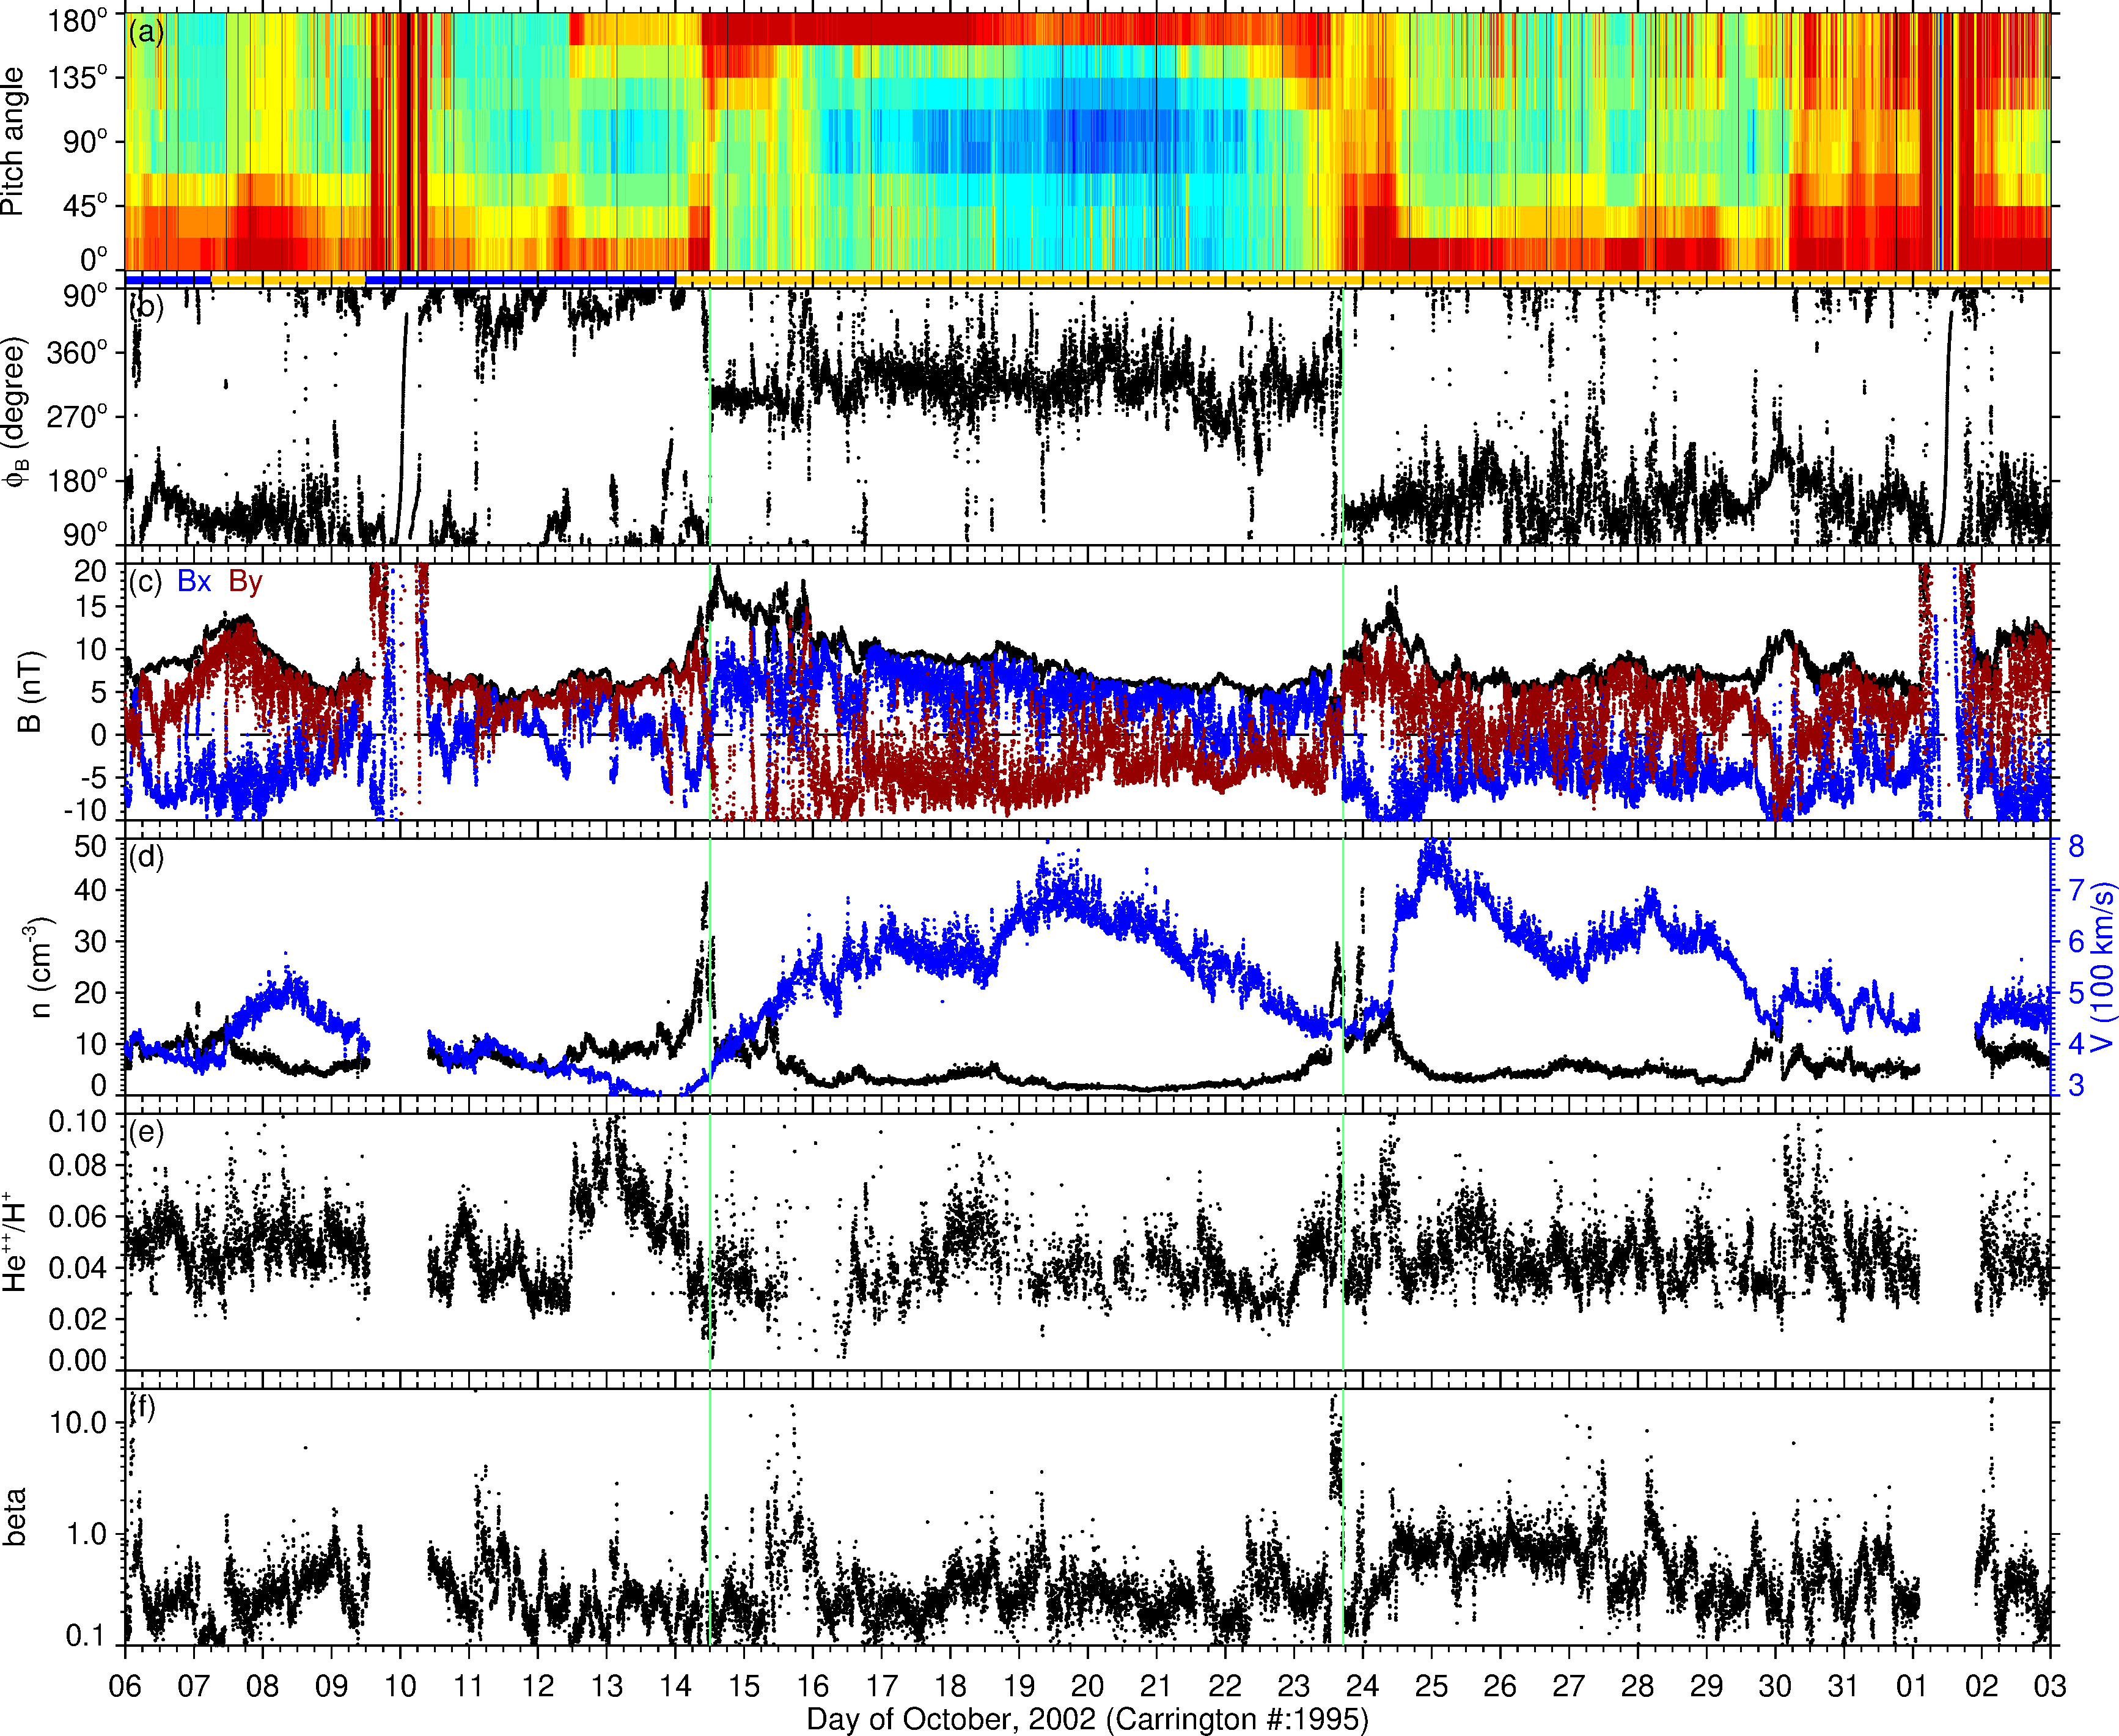 (a)
Pitch angle
180°
135°
90°
45°
0°
(b)
ϕB (degree)
90°
360°
270°
180°
90°
(c) Bx By
B (nT)
20
15
10
5
0
-5
-10
(d)
n (cm-3)
50
40
30
20
10
0
V (100 km/s)
8
7
6
5
4
3
(e)
He++/H+
0.10
0.08
0.06
0.04
0.02
0.00
(f)
beta
10.0
1.0
0.1
06 07 08 09 10 11 12 13 14 15 16 17 18 19 20 21 22 23 24 25 26 27 28 29 30 31 01 02 03
Day of October, 2002 (Carrington #:1995)